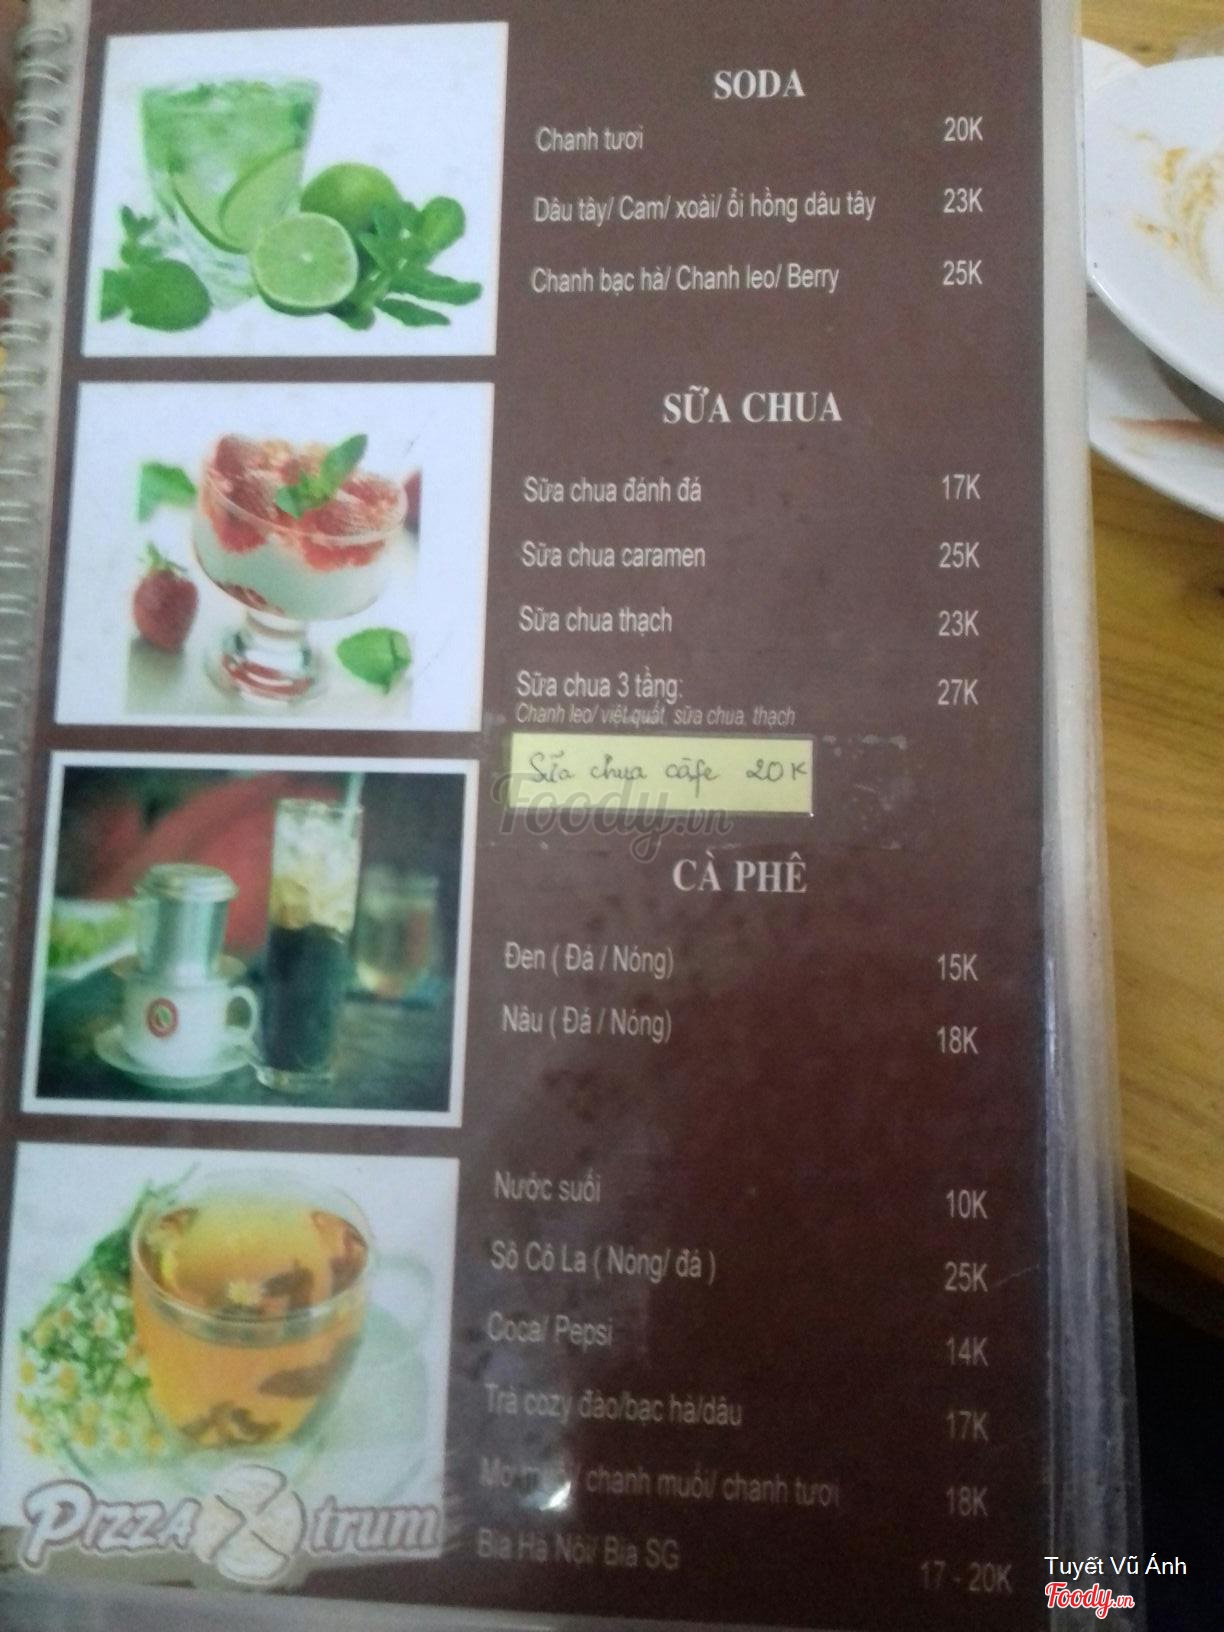 SODA
Chanh tươi 20K
Dâu tây/ Cam/ xoài/ ổi hồng dâu tây 23K
Chanh bạc hà/ Chanh leo/ Berry 25K
SỮA CHUA
Sữa chua đánh đá 17K
Sữa chua caramen 25K
Sữa chua thạch 23K
Sữa chua 3 tầng: 27K
Chanh leo/ việt quất, sữa chua, thạch
Sữa chua cafe 20K
Foody.vn
CÀ PHÊ
Đen ( Đá / Nóng) 15K
Nâu ( Đá / Nóng) 18K
Nước suối 10K
Sô Cô La ( Nóng/ đá ) 25K
Coca/ Pepsi 14K
Trà cozy đào/bạc hà/dâu 17K
Mơ / chanh muối/ chanh tươi 18K
Bia Hà Nội/ Bia SG 17 - 20K
PIZZA Xtrum
Tuyết Vũ Ánh
Foody.vn